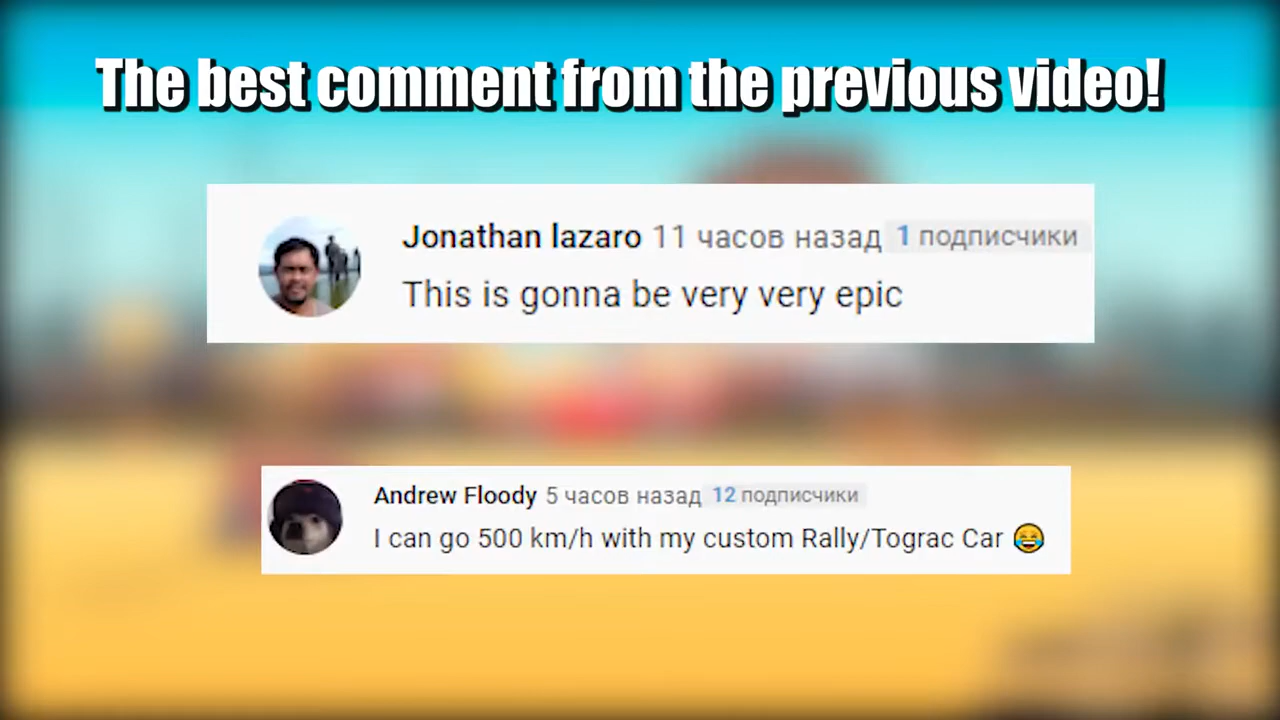 The best comment from the previous video!
Jonathan lazaro 11 часов назад 1 подписчики
This is gonna be very very epic
Andrew Floody 5 часов назад 12 подписчики
I can go 500 km/h with my custom Rally/Tograc Car 😂